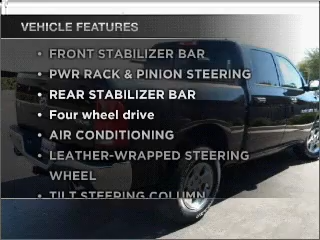 VEHICLE FEATURES
• FRONT STABILIZER BAR
• PWR RACK & PINION STEERING
• REAR STABILIZER BAR
• Four wheel drive
• AIR CONDITIONING
• LEATHER-WRAPPED STEERING
WHEEL
• TILT STEERING COLUMN